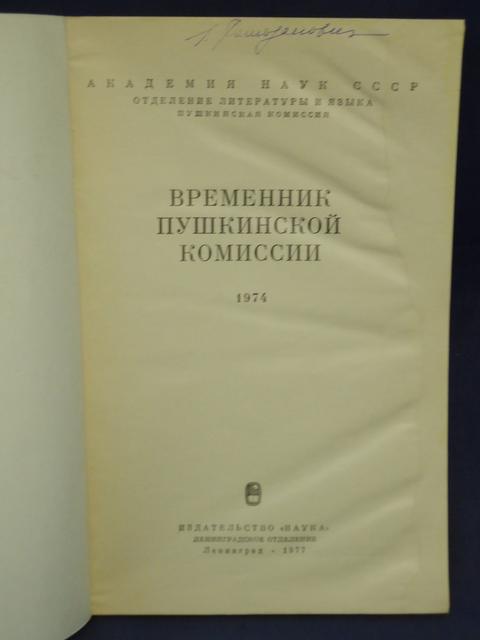 АКАДЕМИЯ НАУК СССР
ОТДЕЛЕНИЕ ЛИТЕРАТУРЫ И ЯЗЫКА
ПУШКИНСКАЯ КОМИССИЯ
ВРЕМЕННИК
ПУШКИНСКОЙ
КОМИССИИ
1974
ИЗДАТЕЛЬСТВО «НАУКА»
ЛЕНИНГРАДСКОЕ ОТДЕЛЕНИЕ
Ленинград · 1977